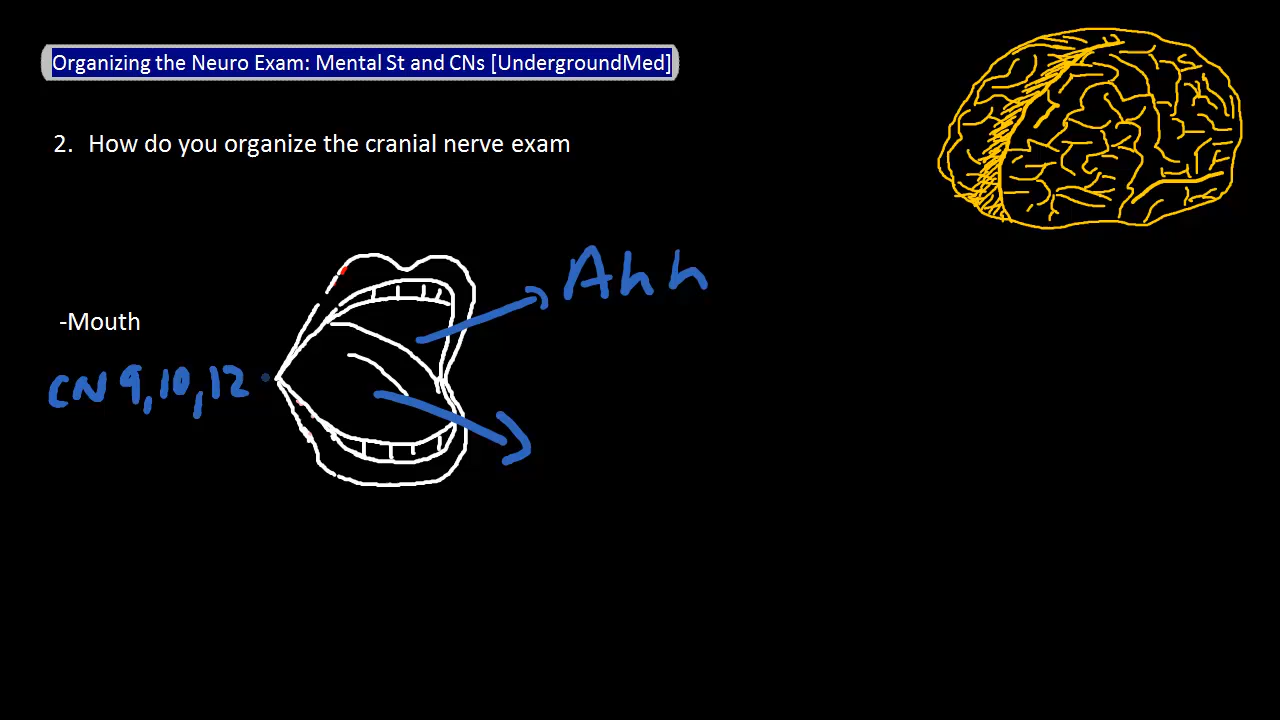 Organizing the Neuro Exam: Mental St and CNs [UndergroundMed]
2. How do you organize the cranial nerve exam
Ahh
-Mouth
CN 9, 10, 12